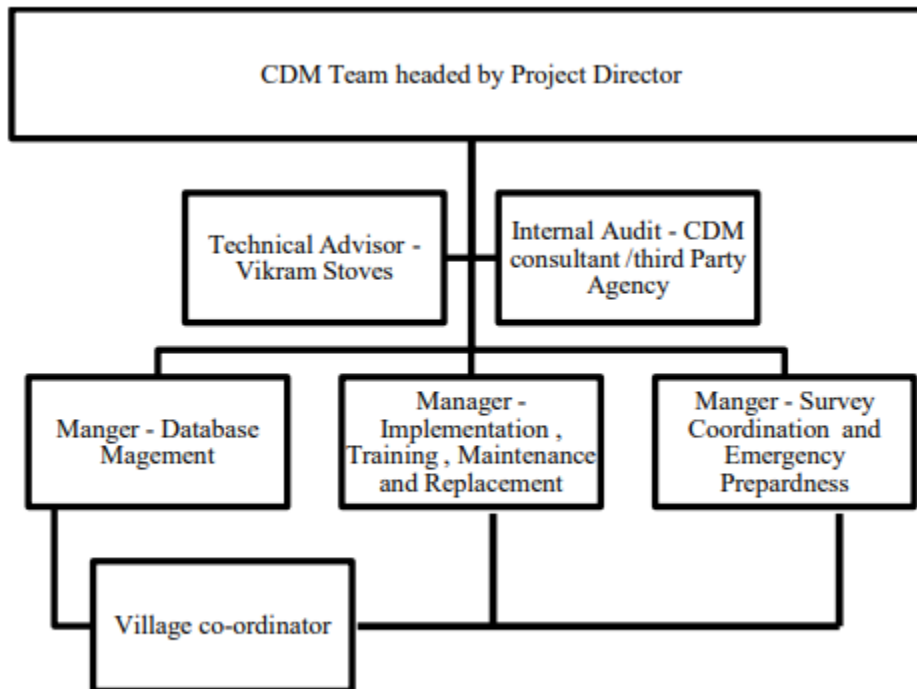 CDM Team headed by Project Director
Technical Advisor -
Vikram Stoves
Internal Audit - CDM
consultant /third Party
Agency
Manger - Database
Magement
Manager -
Implementation ,
Training , Maintenance
and Replacement
Manger - Survey
Coordination and
Emergency
Prepardness
Village co-ordinator